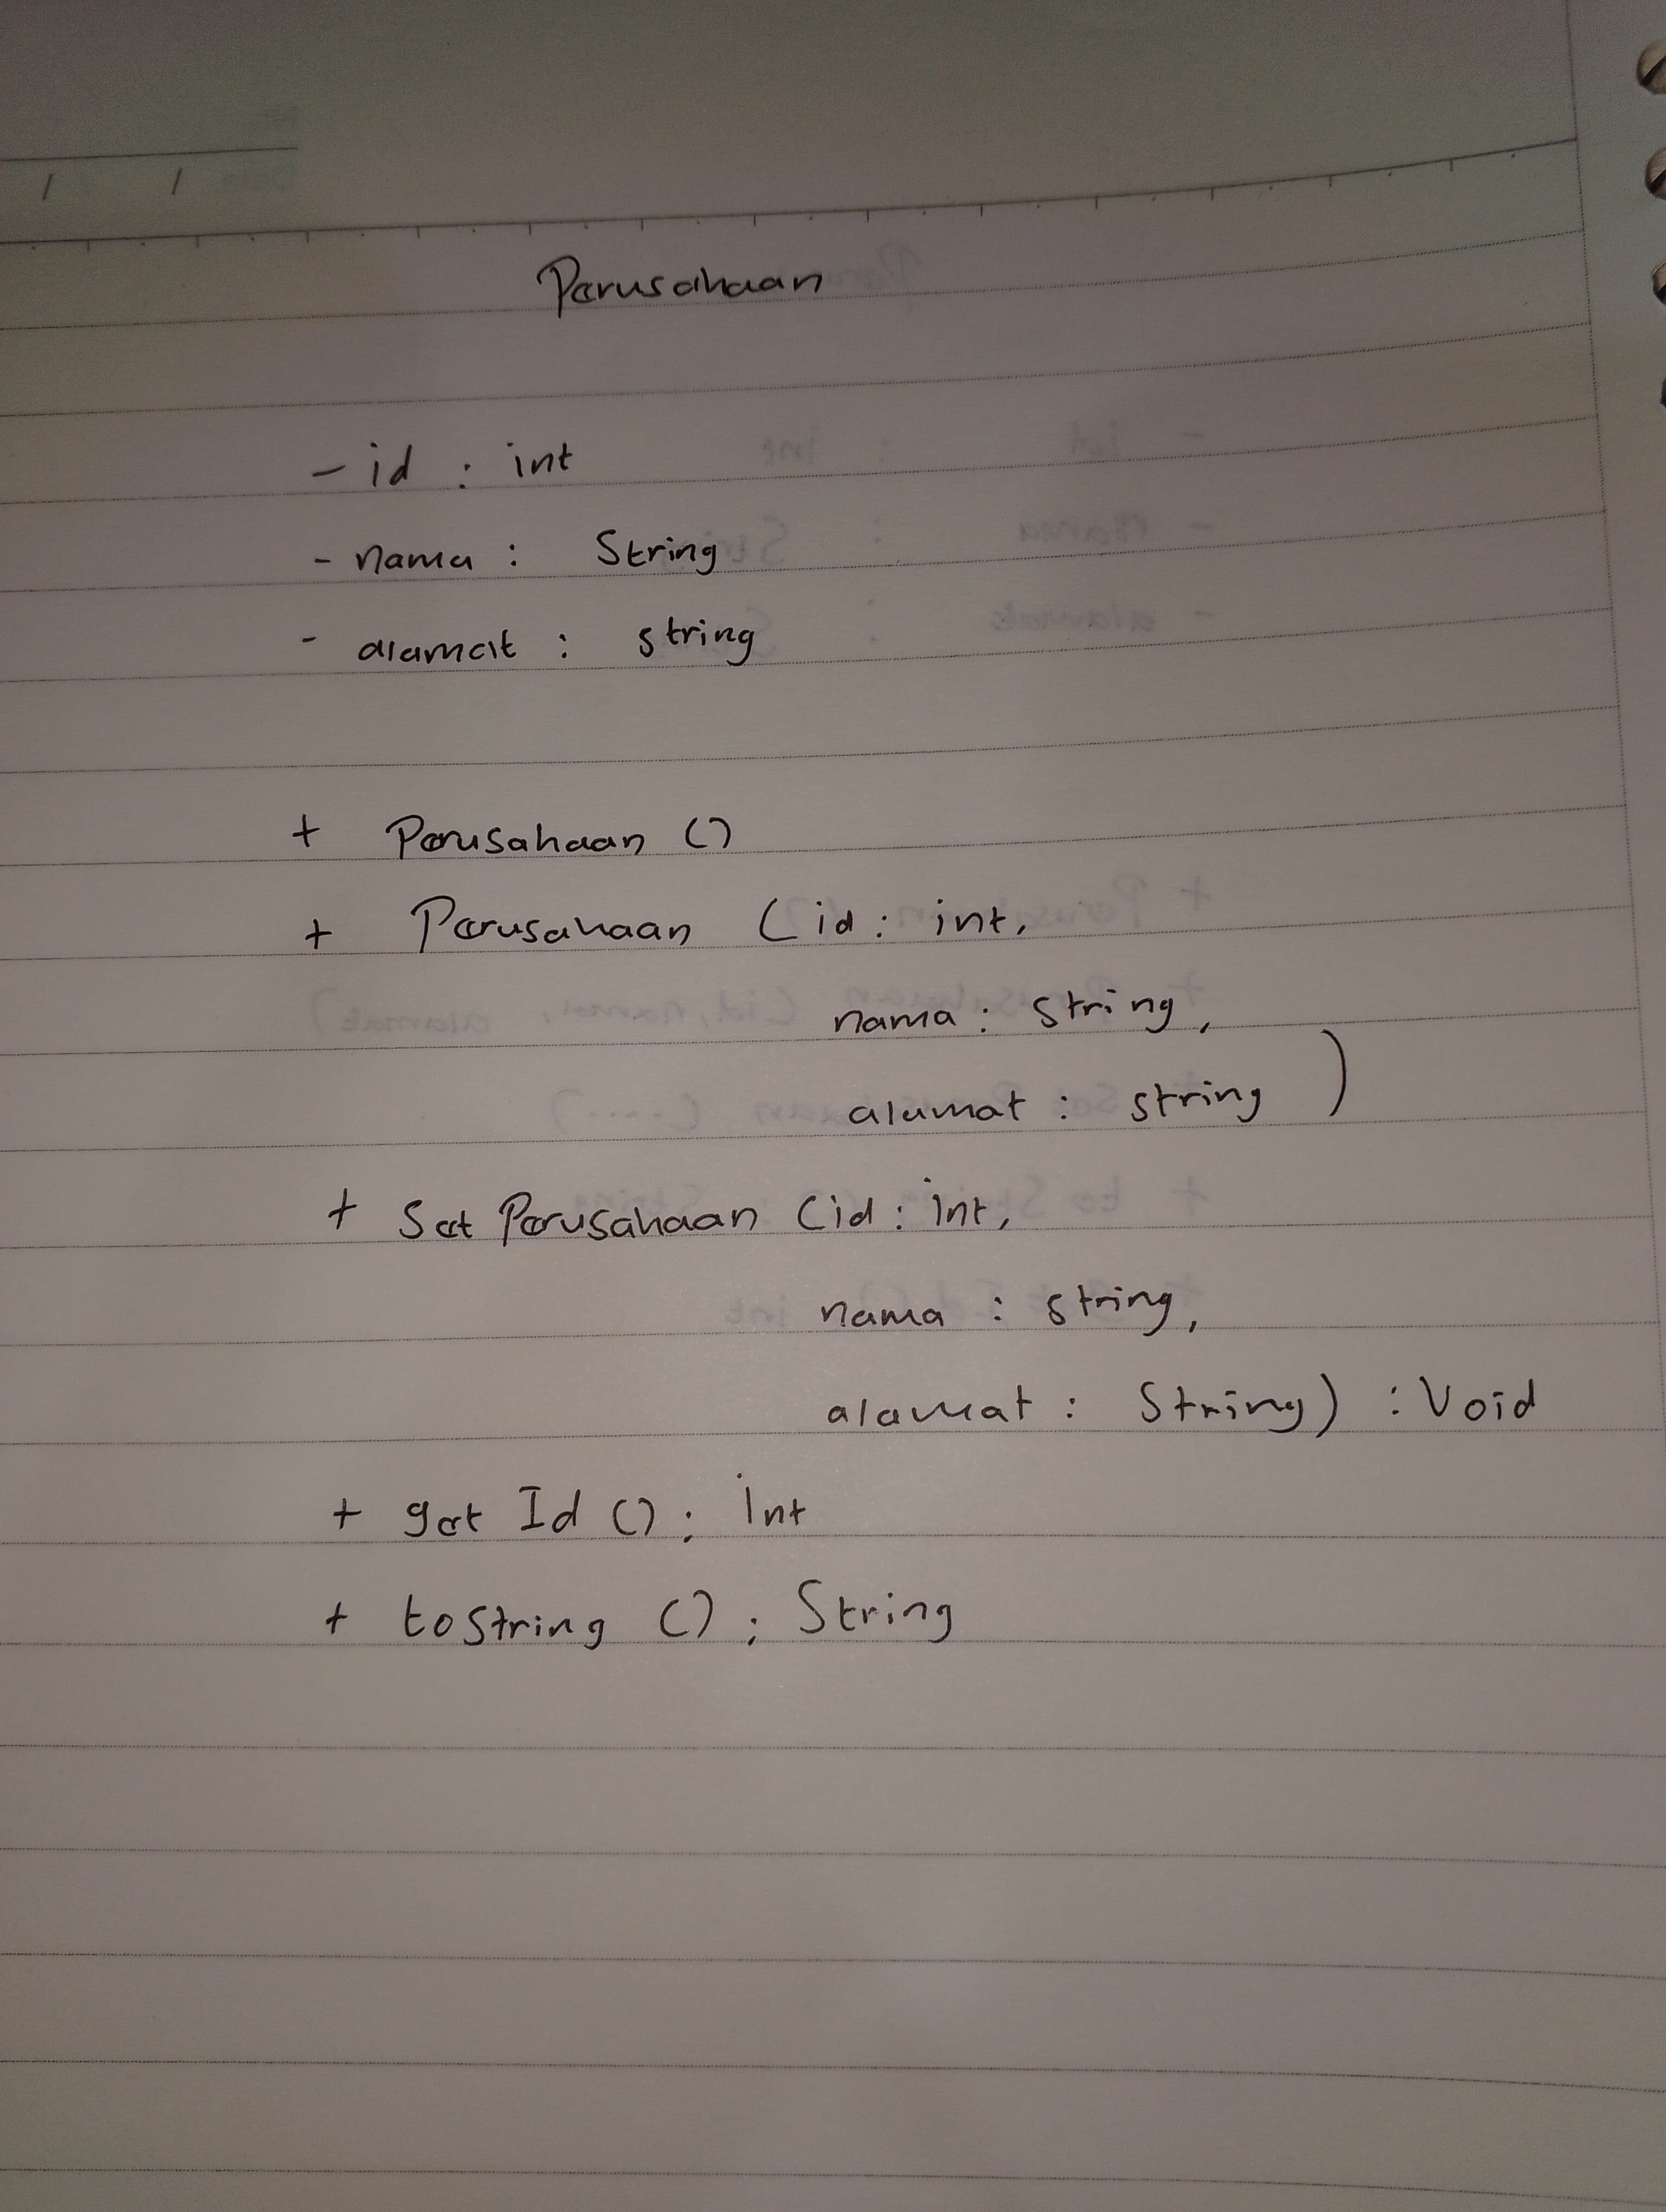 Perusahaan
- id : int
- nama : String
- alamat : string
+ Perusahaan ()
+ Perusahaan (id : int,
nama : string,
alamat : string )
+ Set Perusahaan (id : int,
nama : string,
alamat : String) : Void
+ get Id () : Int
+ toString () : String